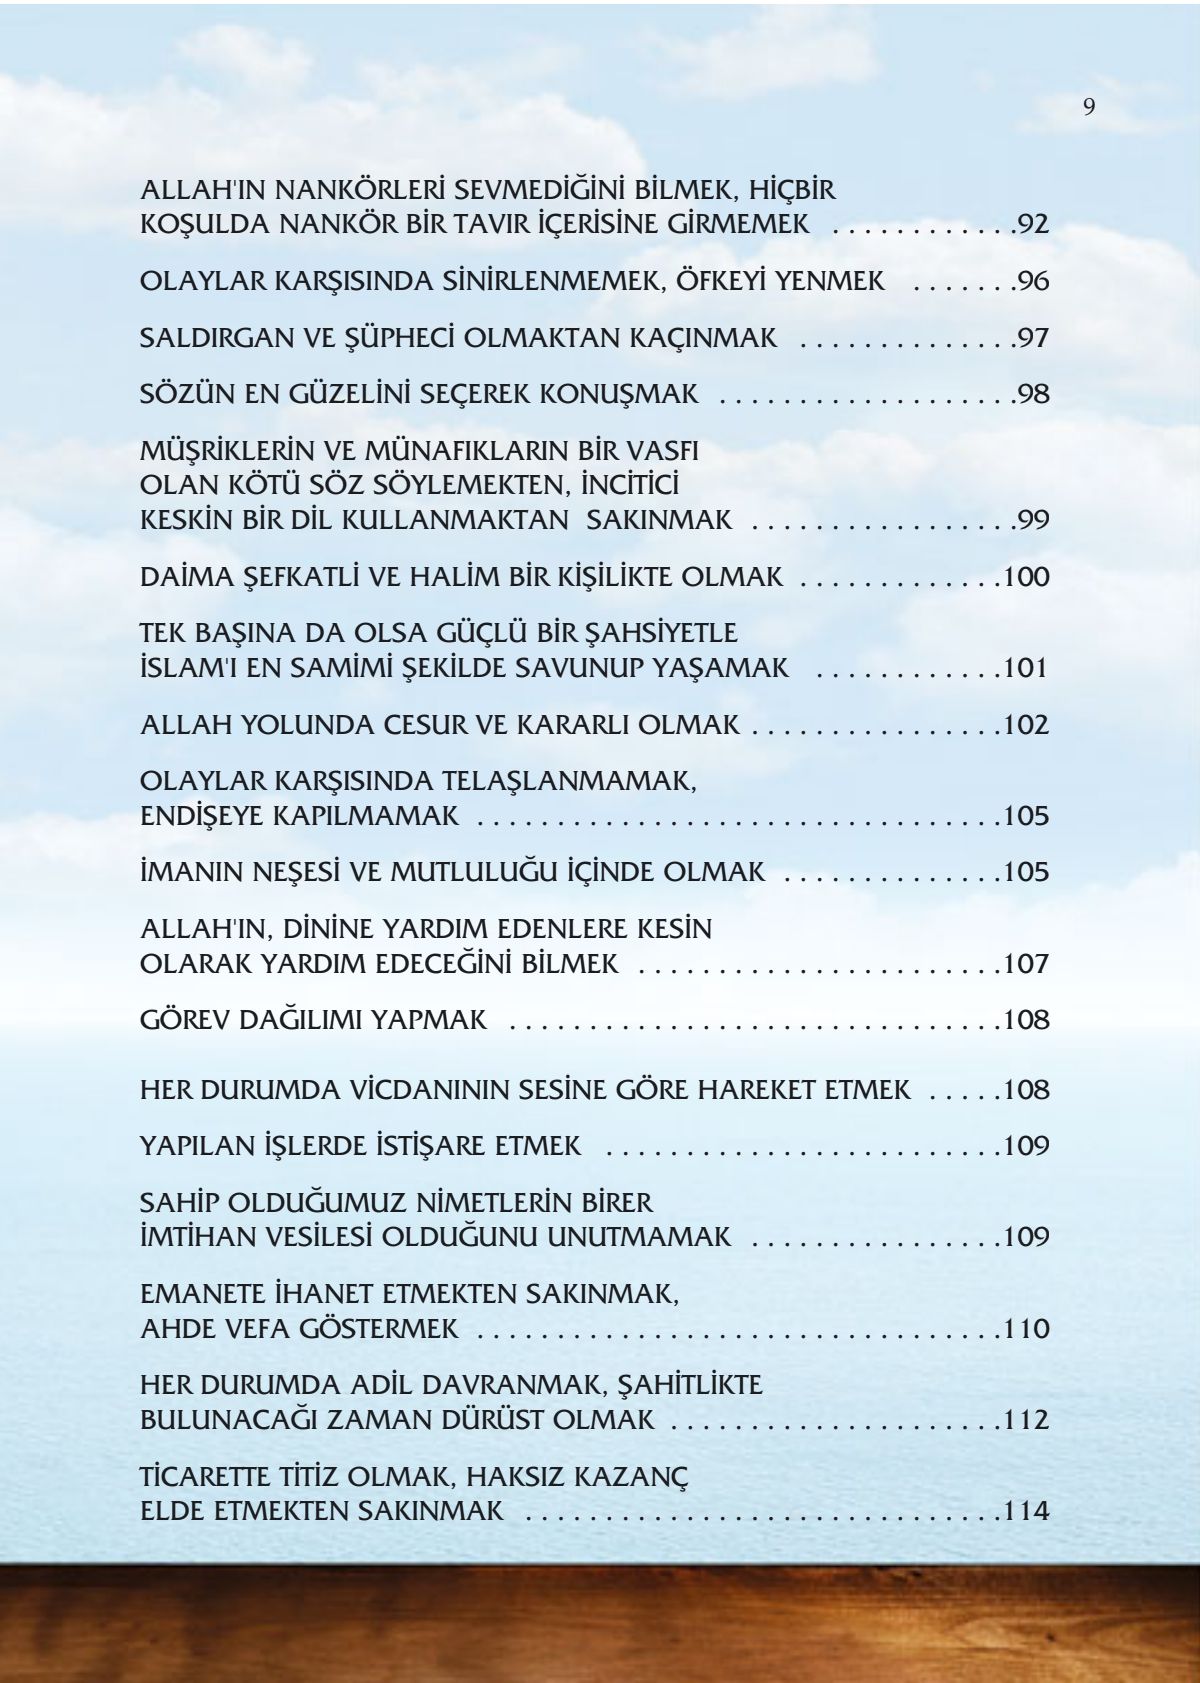 9
ALLAH'IN NANKÖRLERİ SEVMEDİĞİNİ BİLMEK, HİÇBİR
KOŞULDA NANKÖR BİR TAVIR İÇERİSİNE GİRMEMEK . . . . . . . . . . . .92
OLAYLAR KARŞISINDA SİNİRLENMEMEK, ÖFKEYİ YENMEK . . . . . . .96
SALDIRGAN VE ŞÜPHECİ OLMAKTAN KAÇINMAK . . . . . . . . . . . . . .97
SÖZÜN EN GÜZELİNİ SEÇEREK KONUŞMAK . . . . . . . . . . . . . . . . . . .98
MÜŞRİKLERİN VE MÜNAFIKLARIN BİR VASFI
OLAN KÖTÜ SÖZ SÖYLEMEKTEN, İNCİTİCİ
KESKİN BİR DİL KULLANMAKTAN SAKINMAK . . . . . . . . . . . . . . . . .99
DAİMA ŞEFKATLİ VE HALİM BİR KİŞİLİKTE OLMAK . . . . . . . . . . . . .100
TEK BAŞINA DA OLSA GÜÇLÜ BİR ŞAHSİYETLE
İSLAM'I EN SAMİMİ ŞEKİLDE SAVUNUP YAŞAMAK . . . . . . . . . . . .101
ALLAH YOLUNDA CESUR VE KARARLI OLMAK . . . . . . . . . . . . . . . .102
OLAYLAR KARŞISINDA TELAŞLANMAMAK,
ENDİŞEYE KAPILMAMAK . . . . . . . . . . . . . . . . . . . . . . . . . . . . . . . . .105
İMANIN NEŞESİ VE MUTLULUĞU İÇİNDE OLMAK . . . . . . . . . . . . . .105
ALLAH'IN, DİNİNE YARDIM EDENLERE KESİN
OLARAK YARDIM EDECEĞİNİ BİLMEK . . . . . . . . . . . . . . . . . . . . . . .107
GÖREV DAĞILIMI YAPMAK . . . . . . . . . . . . . . . . . . . . . . . . . . . . . . .108
HER DURUMDA VİCDANININ SESİNE GÖRE HAREKET ETMEK . . . . .108
YAPILAN İŞLERDE İSTİŞARE ETMEK . . . . . . . . . . . . . . . . . . . . . . . . .109
SAHİP OLDUĞUMUZ NİMETLERİN BİRER
İMTİHAN VESİLESİ OLDUĞUNU UNUTMAMAK . . . . . . . . . . . . . . . .109
EMANETE İHANET ETMEKTEN SAKINMAK,
AHDE VEFA GÖSTERMEK . . . . . . . . . . . . . . . . . . . . . . . . . . . . . . . . .110
HER DURUMDA ADİL DAVRANMAK, ŞAHİTLİKTE
BULUNACAĞI ZAMAN DÜRÜST OLMAK . . . . . . . . . . . . . . . . . . . . .112
TİCARETTE TİTİZ OLMAK, HAKSIZ KAZANÇ
ELDE ETMEKTEN SAKINMAK . . . . . . . . . . . . . . . . . . . . . . . . . . . . . .114